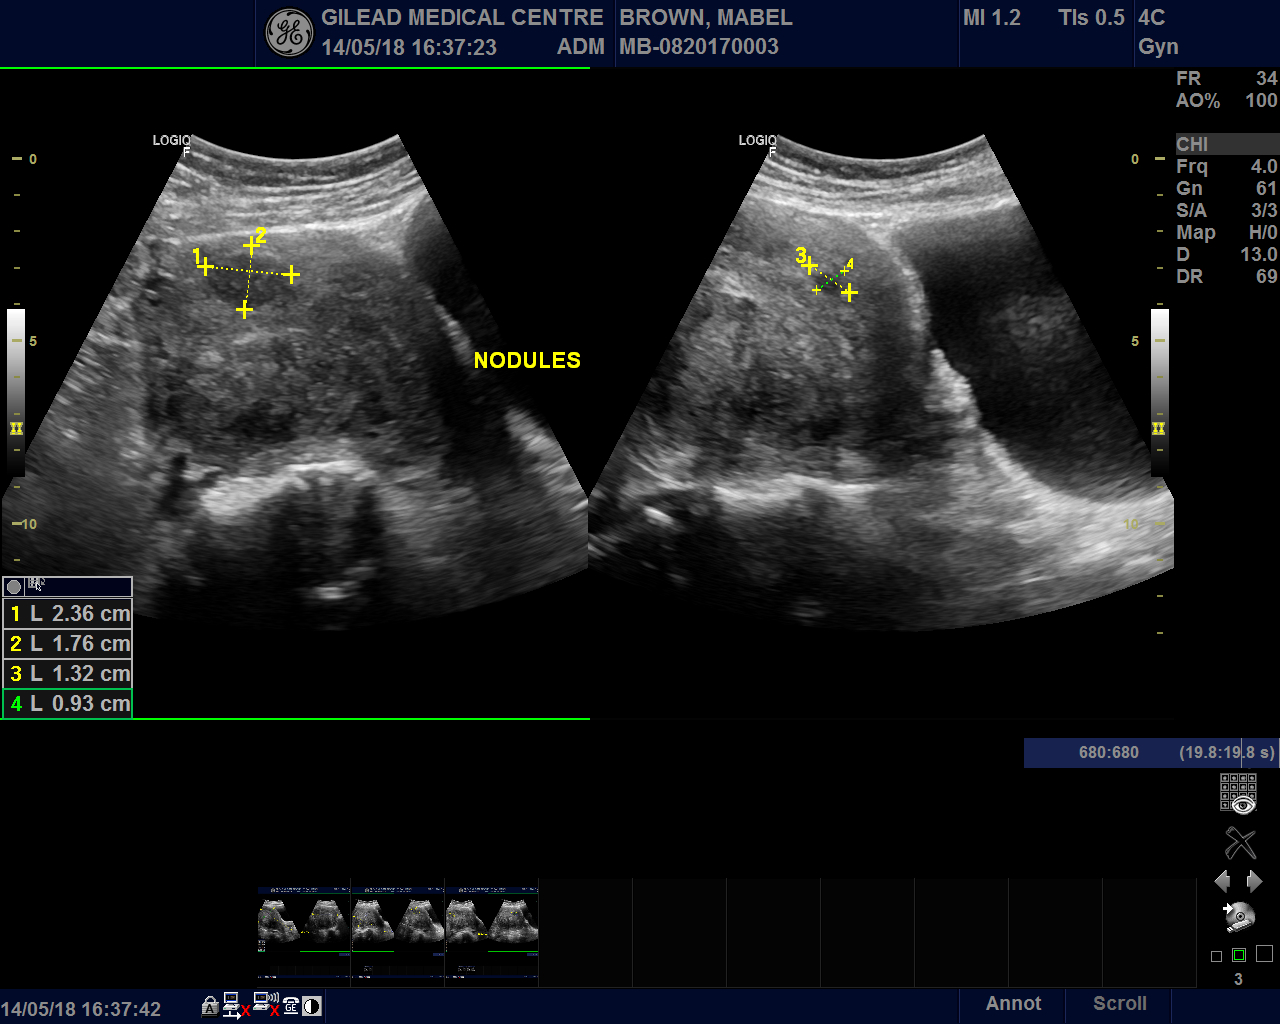 GILEAD MEDICAL CENTRE
14/05/18 16:37:23 ADM
BROWN, MABEL
MB-0820170003
MI 1.2 TIs 0.5
4C
Gyn
FR 34
AO% 100
CHI
Frq 4.0
Gn 61
S/A 3/3
Map H/0
D 13.0
DR 69
LOGIQ
F
LOGIQ
F
0
5
10
0
5
10
1
2
3
4
NODULES
1 L 2.36 cm
2 L 1.76 cm
3 L 1.32 cm
4 L 0.93 cm
680:680 (19.8:19.8 s)
3
14/05/18 16:37:42
Annot
Scroll